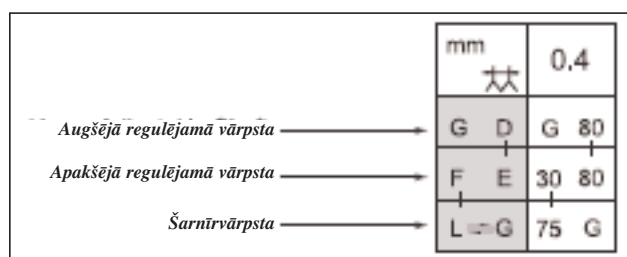 mm 0.4
Augšējā regulējamā vārpsta G D G 80
Apakšējā regulējamā vārpsta F E 30 80
Šarnīrvārpsta L G 75 G